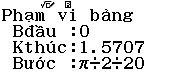 Phạm vi bảng
Bđầu :0
Kthúc:1.5707
Bước :π÷2÷20